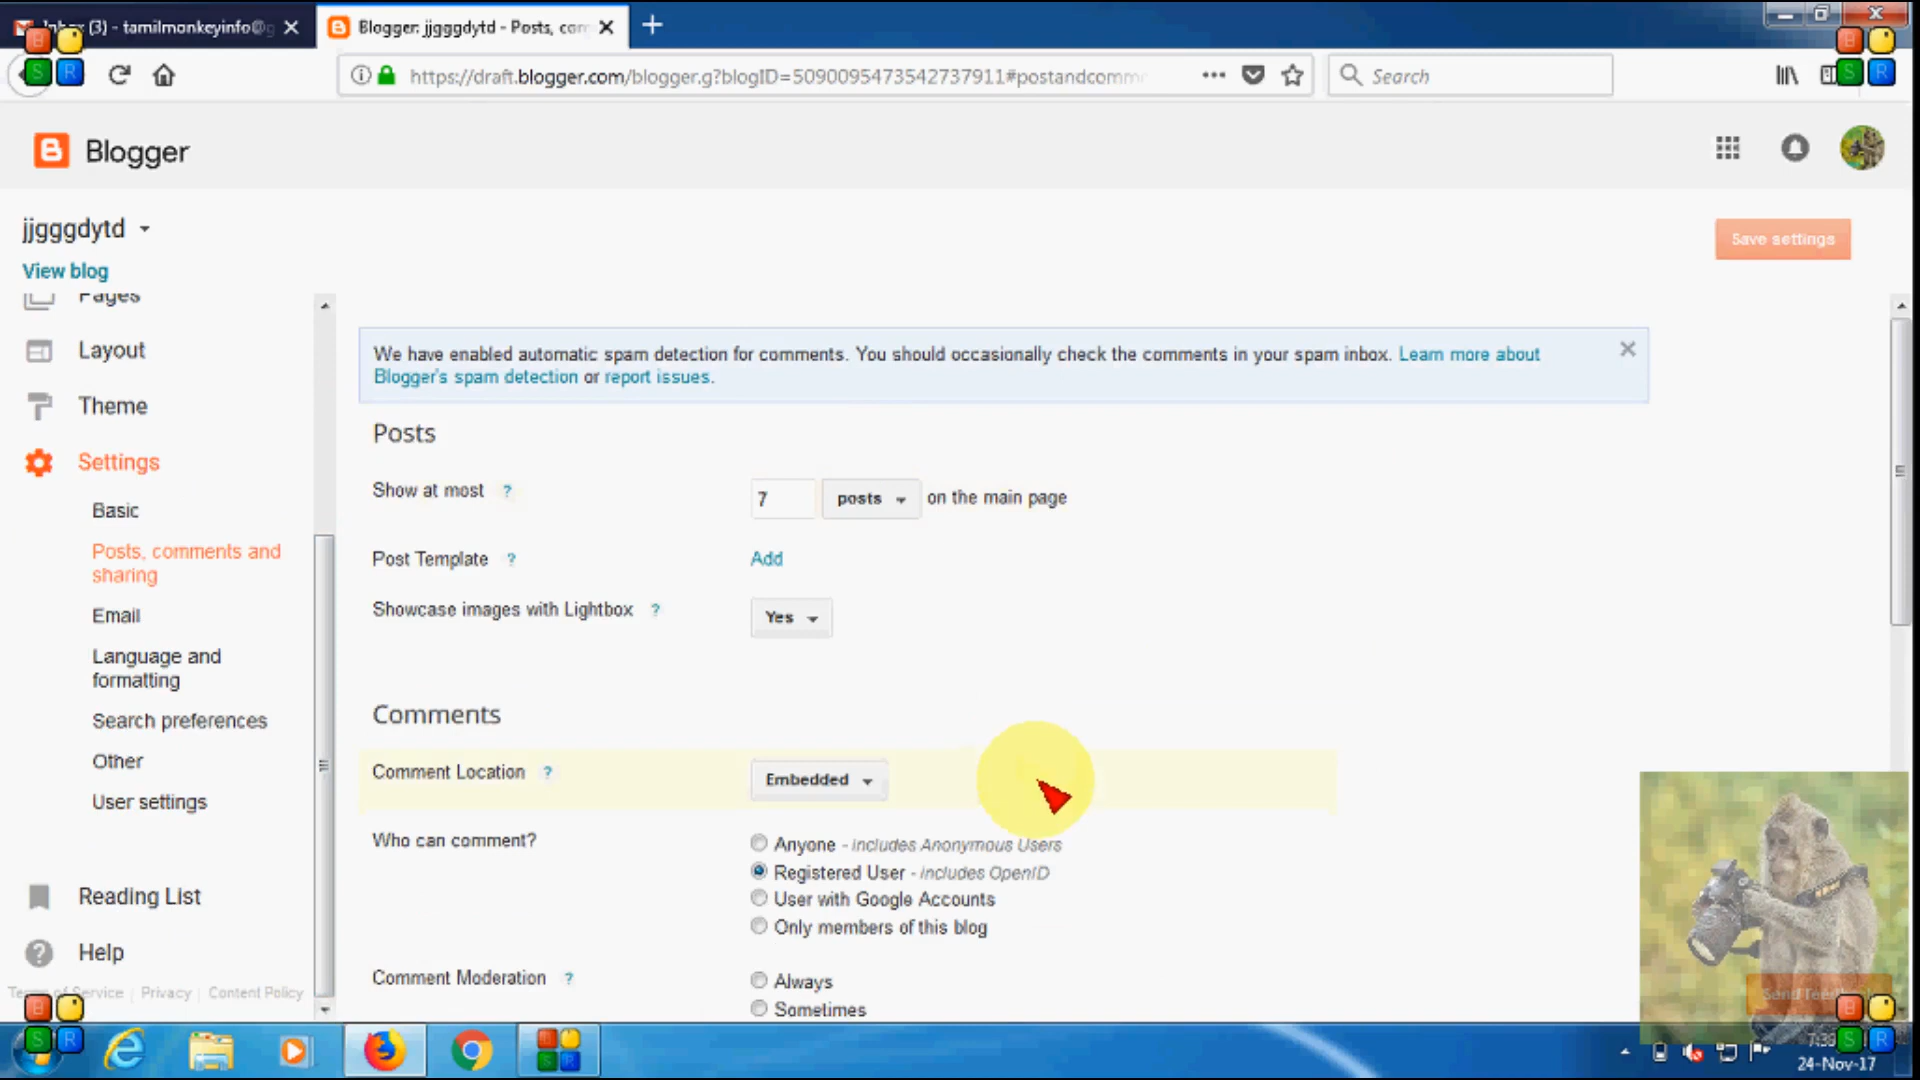 (3) - tamilmonkeyinfo@g
Blogger: jjgggdytd - Posts, com
https://draft.blogger.com/blogger.g?blogID=5090095473542737911#postandcomm
Search
Blogger
jjgggdytd
View blog
Save settings
Pages
Layout
Theme
Settings
Basic
Posts, comments and
sharing
Email
Language and
formatting
Search preferences
Other
User settings
Reading List
Help
Terms of Service | Privacy | Content Policy
We have enabled automatic spam detection for comments. You should occasionally check the comments in your spam inbox. Learn more about
Blogger's spam detection or report issues.
Posts
Show at most ? 7 posts on the main page
Post Template ? Add
Showcase images with Lightbox ? Yes
Comments
Comment Location ? Embedded
Who can comment?
Anyone - includes Anonymous Users
Registered User - includes OpenID
User with Google Accounts
Only members of this blog
Comment Moderation ?
Always
Sometimes
24-Nov-17